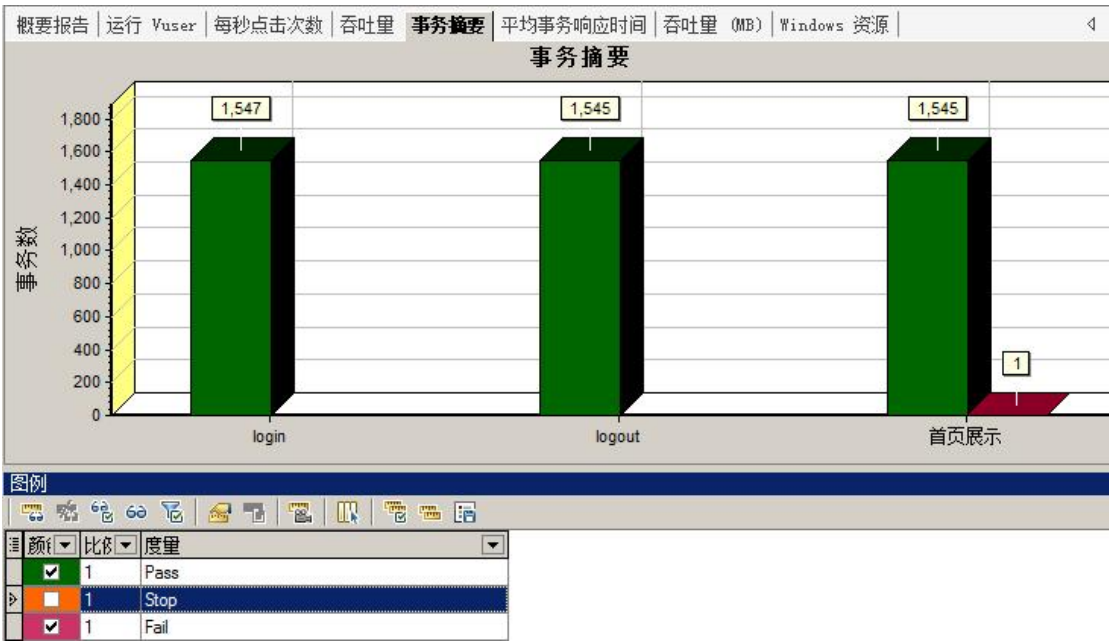 概要报告 运行 Vuser 每秒点击次数 吞吐量 事务摘要 平均事务响应时间 吞吐量 (MB) Windows 资源
事务摘要
1,547 1,545 1,545
1,800
1,600
1,400
1,200
1,000
800
600
400
200
0
事务数
1
login logout 首页展示
图例
颜 比 度量
1 Pass
1 Stop
1 Fail